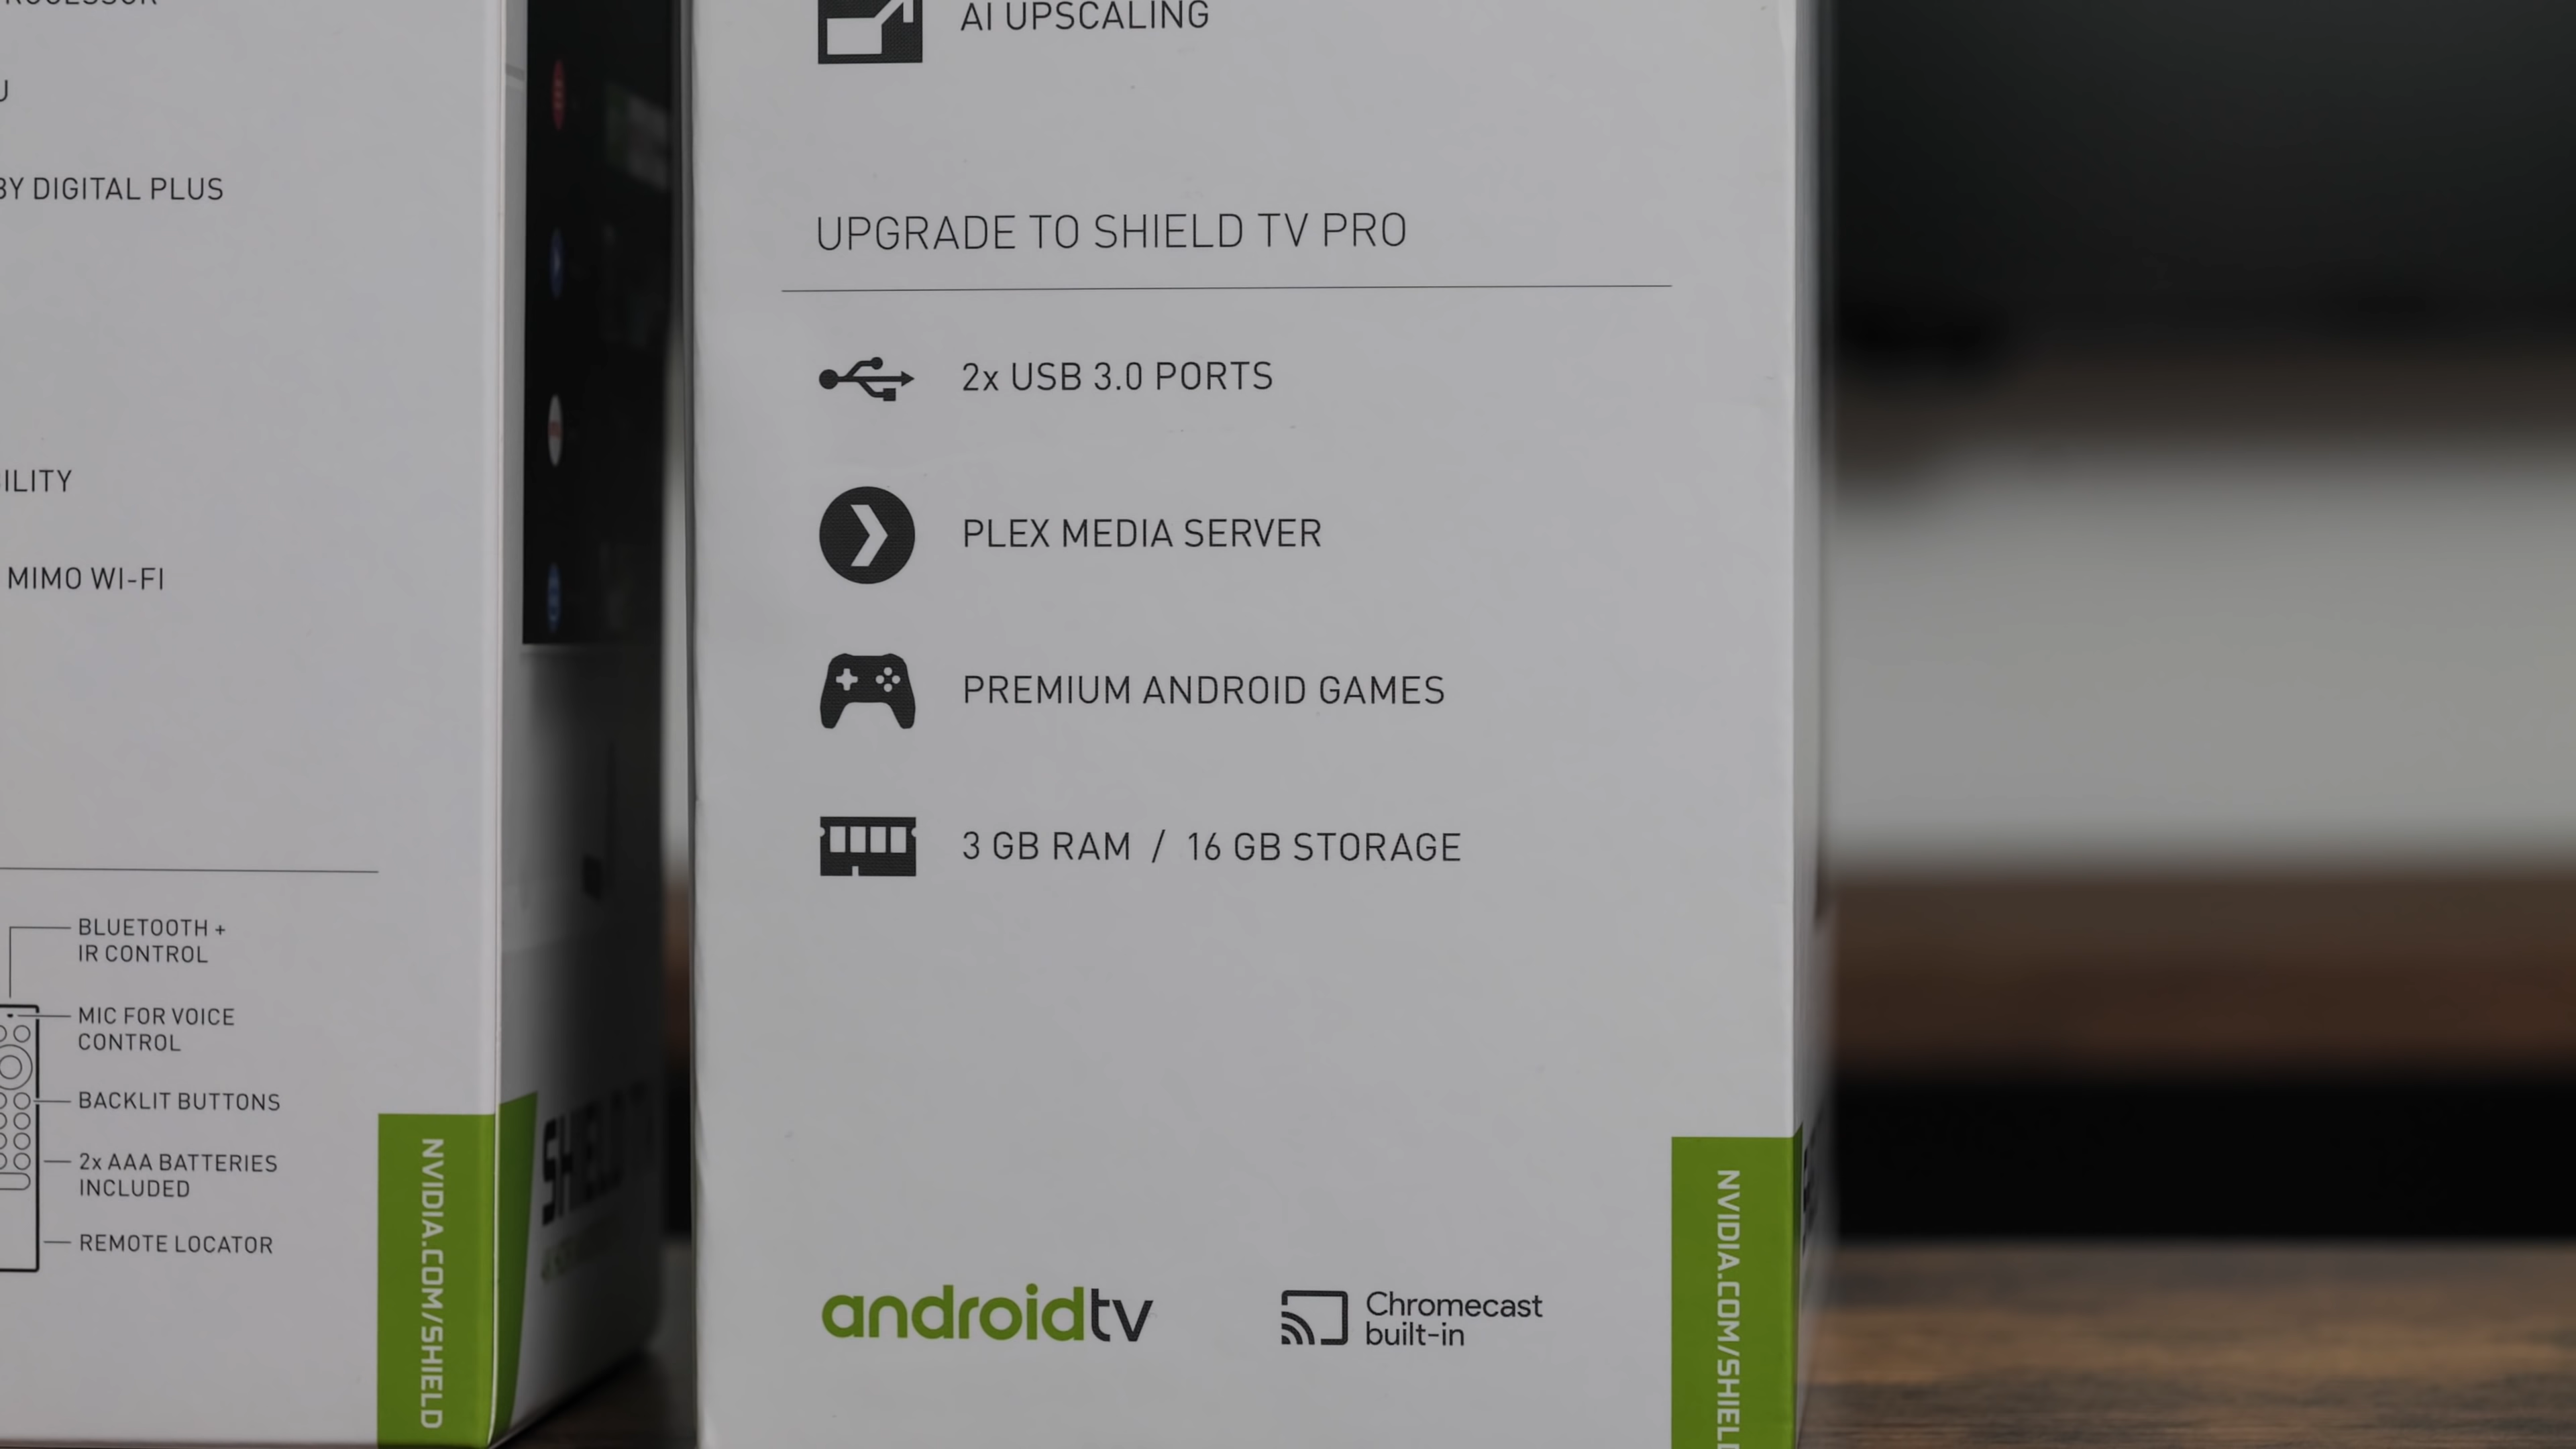 BY DIGITAL PLUS
MIMO WI-FI
BLUETOOTH +
IR CONTROL
MIC FOR VOICE
CONTROL
BACKLIT BUTTONS
2x AAA BATTERIES
INCLUDED
REMOTE LOCATOR
NVIDIA.COM/SHIELD
SHIELD TV
AI UPSCALING
UPGRADE TO SHIELD TV PRO
2x USB 3.0 PORTS
PLEX MEDIA SERVER
PREMIUM ANDROID GAMES
3 GB RAM / 16 GB STORAGE
androidtv
Chromecast
built-in
NVIDIA.COM/SHIEL